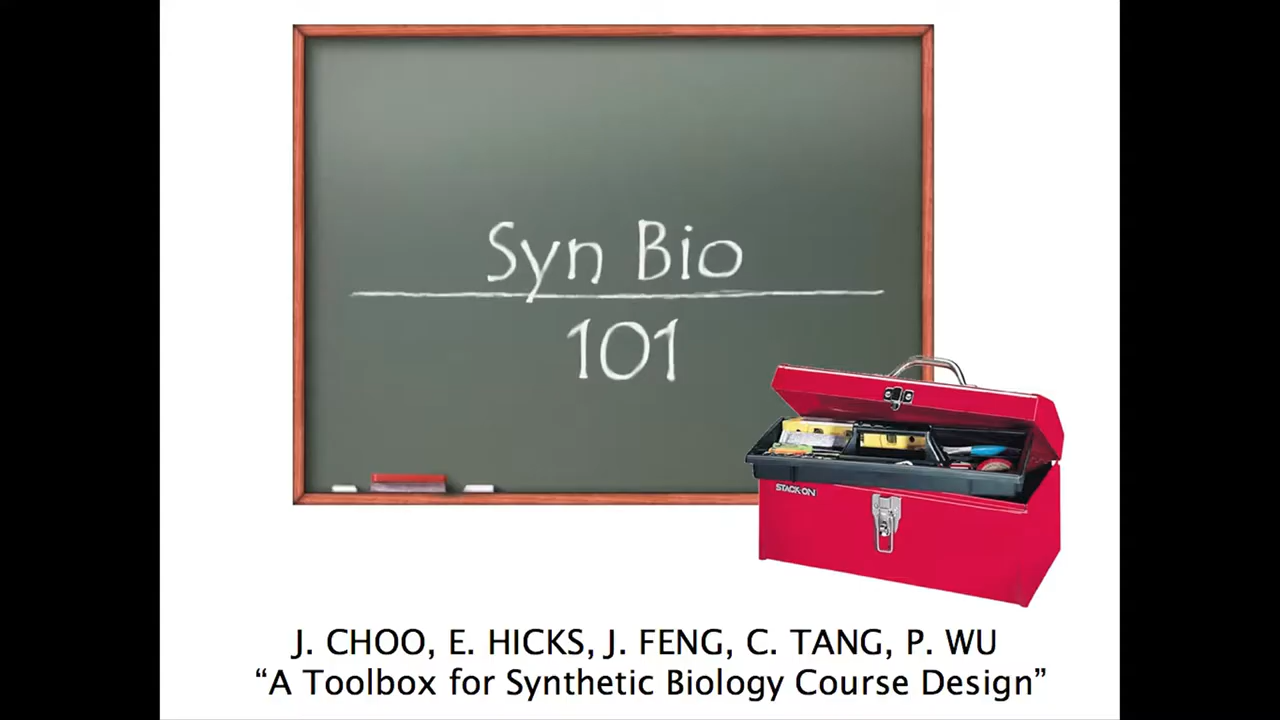 Syn Bio
101
STACK-ON
J. CHOO, E. HICKS, J. FENG, C. TANG, P. WU
“A Toolbox for Synthetic Biology Course Design”